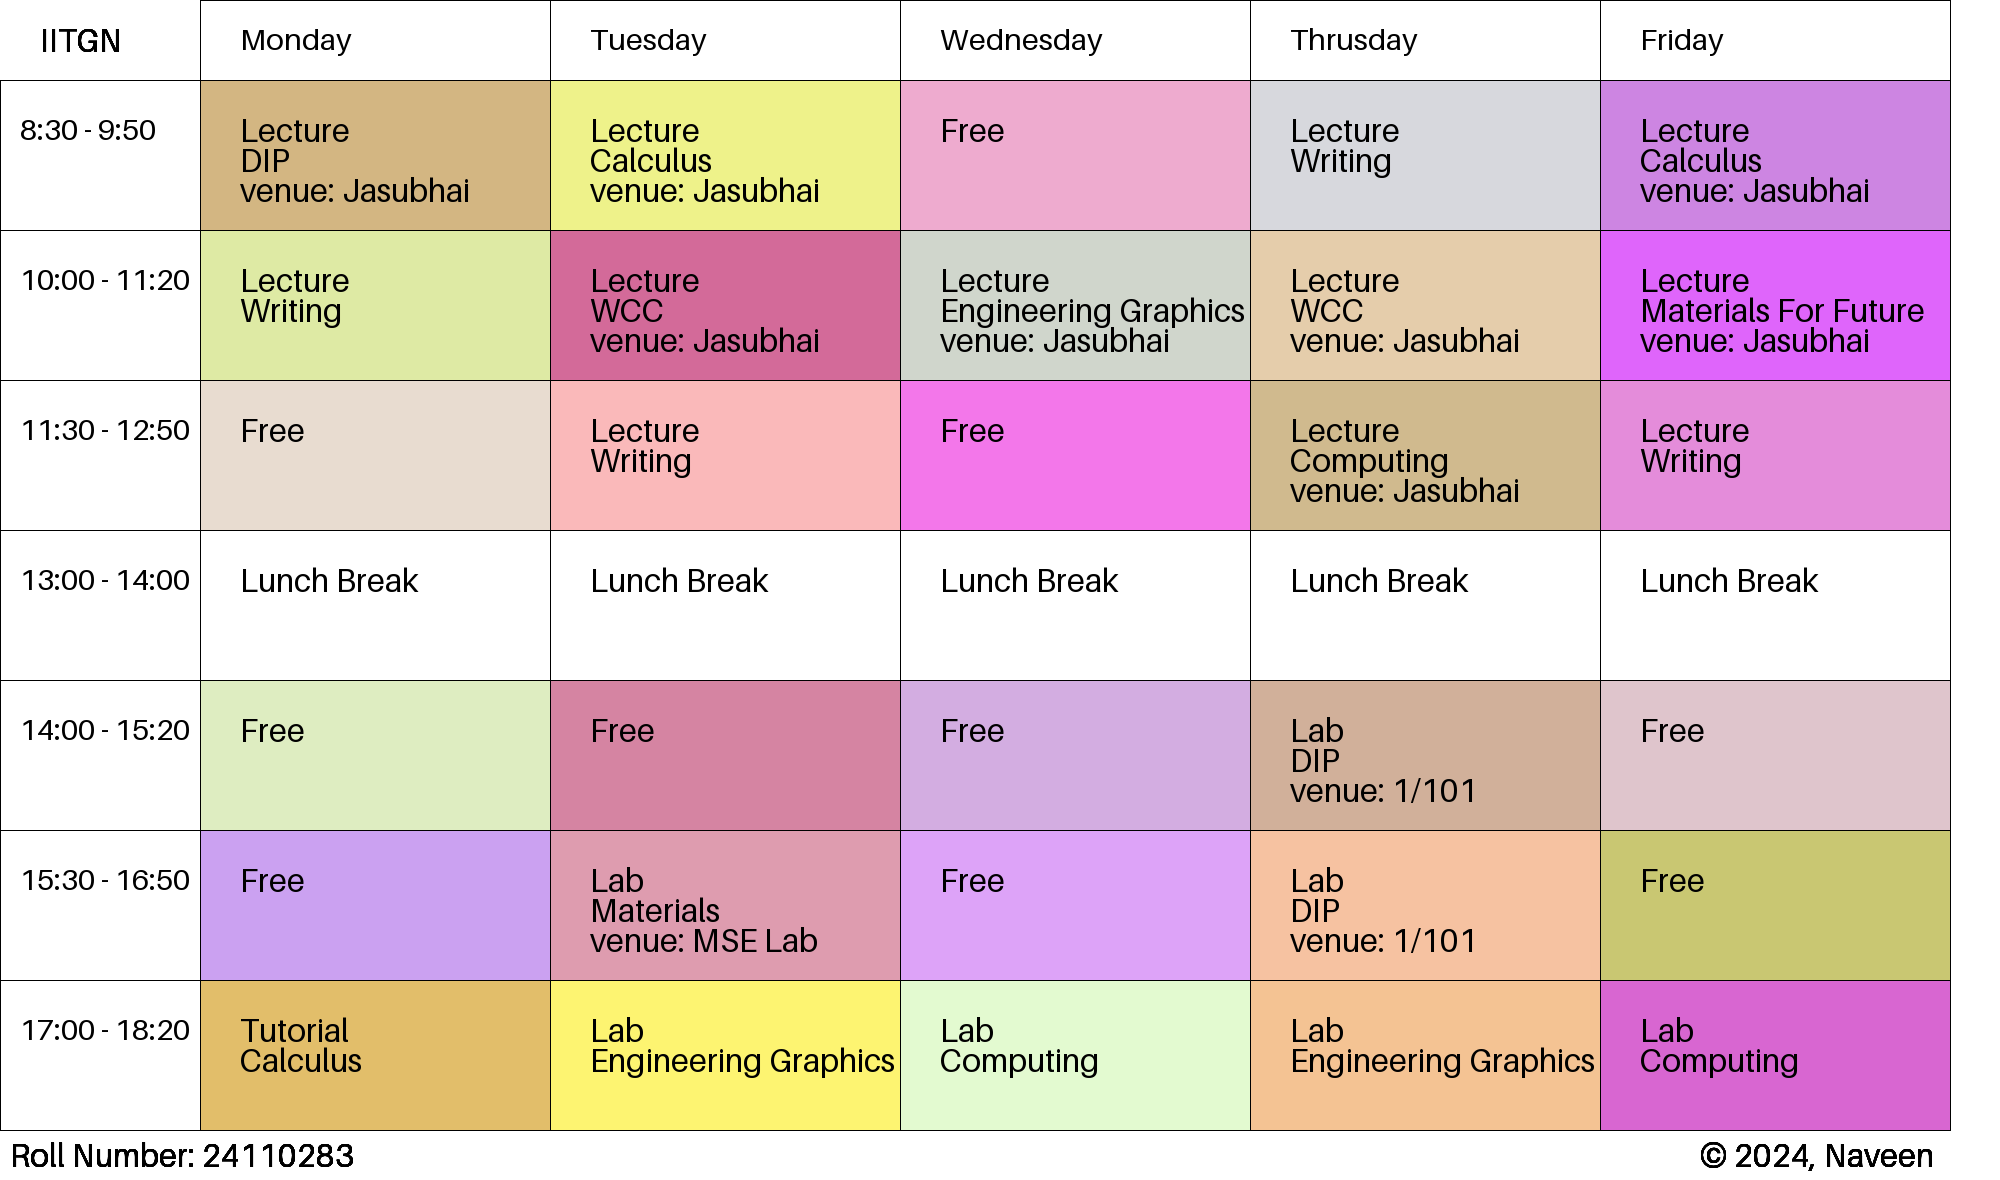 IITGN Monday Tuesday Wednesday Thrusday Friday
8:30 - 9:50
Lecture
DIP
venue: Jasubhai
Lecture
Calculus
venue: Jasubhai
Free
Lecture
Writing
Lecture
Calculus
venue: Jasubhai
10:00 - 11:20
Lecture
Writing
Lecture
WCC
venue: Jasubhai
Lecture
Engineering Graphics
venue: Jasubhai
Lecture
WCC
venue: Jasubhai
Lecture
Materials For Future
venue: Jasubhai
11:30 - 12:50
Free
Lecture
Writing
Free
Lecture
Computing
venue: Jasubhai
Lecture
Writing
13:00 - 14:00
Lunch Break
Lunch Break
Lunch Break
Lunch Break
Lunch Break
14:00 - 15:20
Free
Free
Free
Lab
DIP
venue: 1/101
Free
15:30 - 16:50
Free
Lab
Materials
venue: MSE Lab
Free
Lab
DIP
venue: 1/101
Free
17:00 - 18:20
Tutorial
Calculus
Lab
Engineering Graphics
Lab
Computing
Lab
Engineering Graphics
Lab
Computing
Roll Number: 24110283
© 2024, Naveen